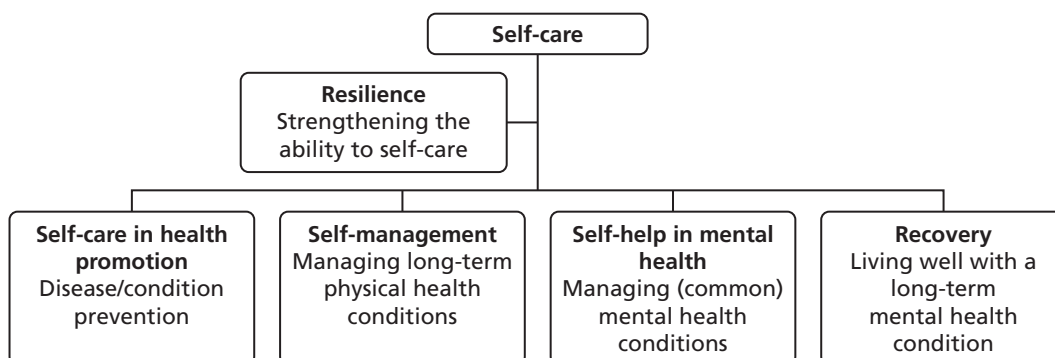 Self-care
Resilience
Strengthening the
ability to self-care
Self-care in health
promotion
Disease/condition
prevention
Self-management
Managing long-term
physical health
conditions
Self-help in mental
health
Managing (common)
mental health
conditions
Recovery
Living well with a
long-term
mental health
condition